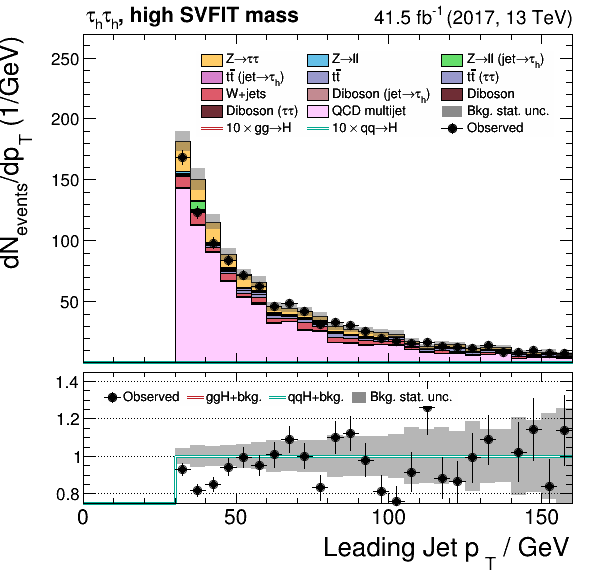 τhτh, high SVFIT mass 41.5 fb-1 (2017, 13 TeV)
dNevents/dpT (1/GeV)
250
200
150
100
50
Z→ττ Z→ll Z→ll (jet→τh)
tt̄ (jet→τh) tt̄ tt̄ (ττ)
W+jets Diboson (jet→τh) Diboson
Diboson (ττ) QCD multijet Bkg. stat. unc.
10 × gg→H 10 × qq→H Observed
1.4
1.2
1
0.8
Observed ggH+bkg. qqH+bkg. Bkg. stat. unc.
0 50 100 150
Leading Jet pT / GeV